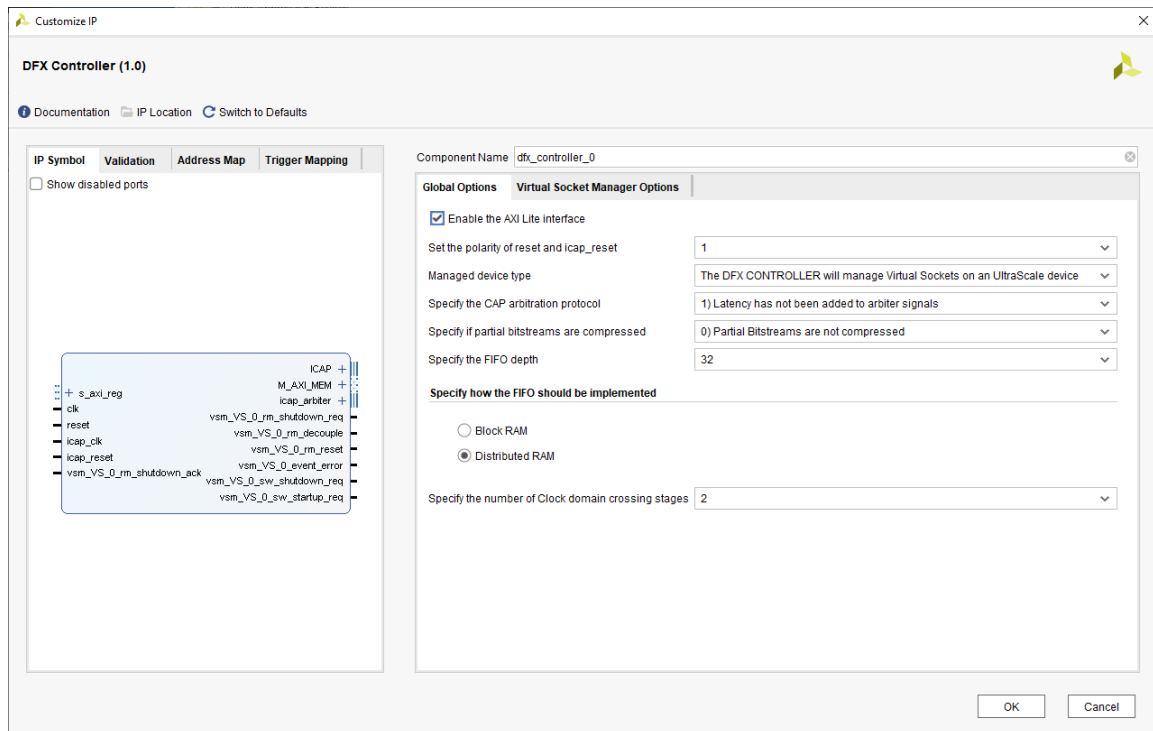 Customize IP
DFX Controller (1.0)
Documentation IP Location Switch to Defaults
IP Symbol Validation Address Map Trigger Mapping
Show disabled ports
ICAP
M_AXI_MEM
icap_arbiter
s_axi_reg
clk
reset
icap_clk
icap_reset
vsm_VS_0_rm_shutdown_ack
vsm_VS_0_rm_shutdown_req
vsm_VS_0_rm_decouple
vsm_VS_0_rm_reset
vsm_VS_0_event_error
vsm_VS_0_sw_shutdown_req
vsm_VS_0_sw_startup_req
Component Name dfx_controller_0
Global Options Virtual Socket Manager Options
Enable the AXI Lite interface
Set the polarity of reset and icap_reset 1
Managed device type The DFX CONTROLLER will manage Virtual Sockets on an UltraScale device
Specify the CAP arbitration protocol 1) Latency has not been added to arbiter signals
Specify if partial bitstreams are compressed 0) Partial Bitstreams are not compressed
Specify the FIFO depth 32
Specify how the FIFO should be implemented
Block RAM
Distributed RAM
Specify the number of Clock domain crossing stages 2
OK Cancel